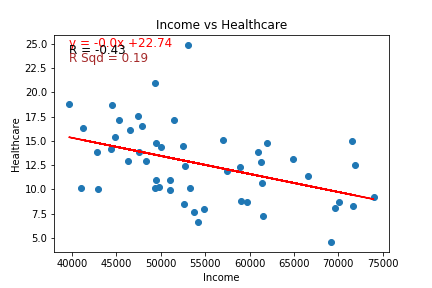 Income vs Healthcare
y = -0.0x +22.74
R = -0.43
R Sqd = 0.19
25.0
22.5
20.0
17.5
15.0
12.5
10.0
7.5
5.0
Healthcare
40000 45000 50000 55000 60000 65000 70000 75000
Income